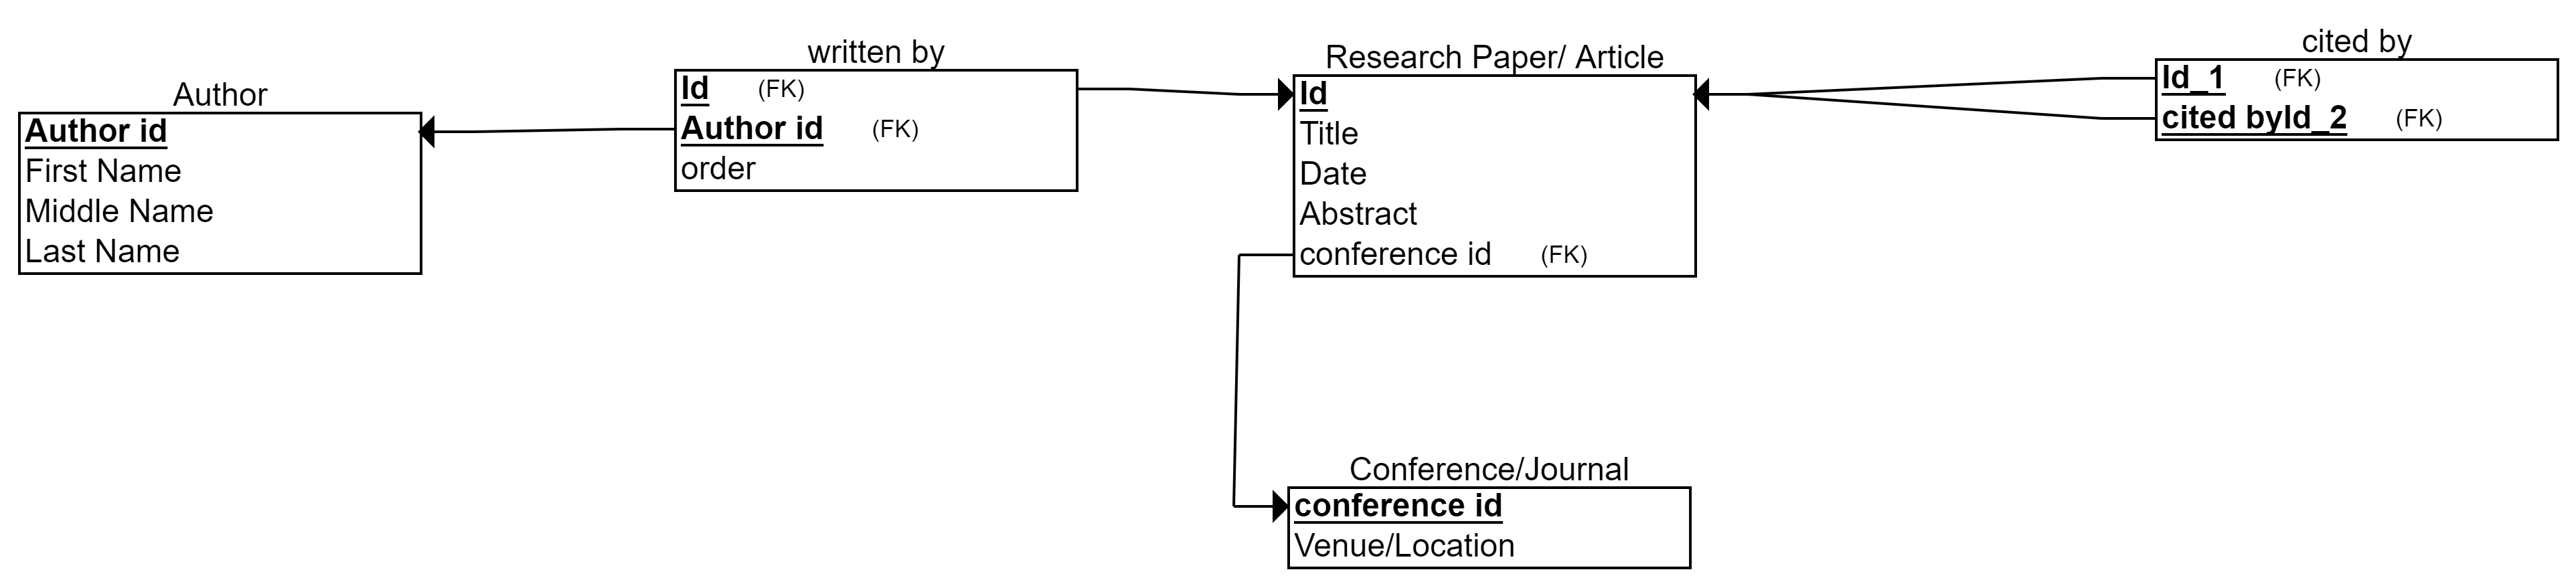 Author
Author id
First Name
Middle Name
Last Name
written by
Id (FK)
Author id (FK)
order
Research Paper/ Article
Id
Title
Date
Abstract
conference id (FK)
cited by
Id_1 (FK)
cited byId_2 (FK)
Conference/Journal
conference id
Venue/Location